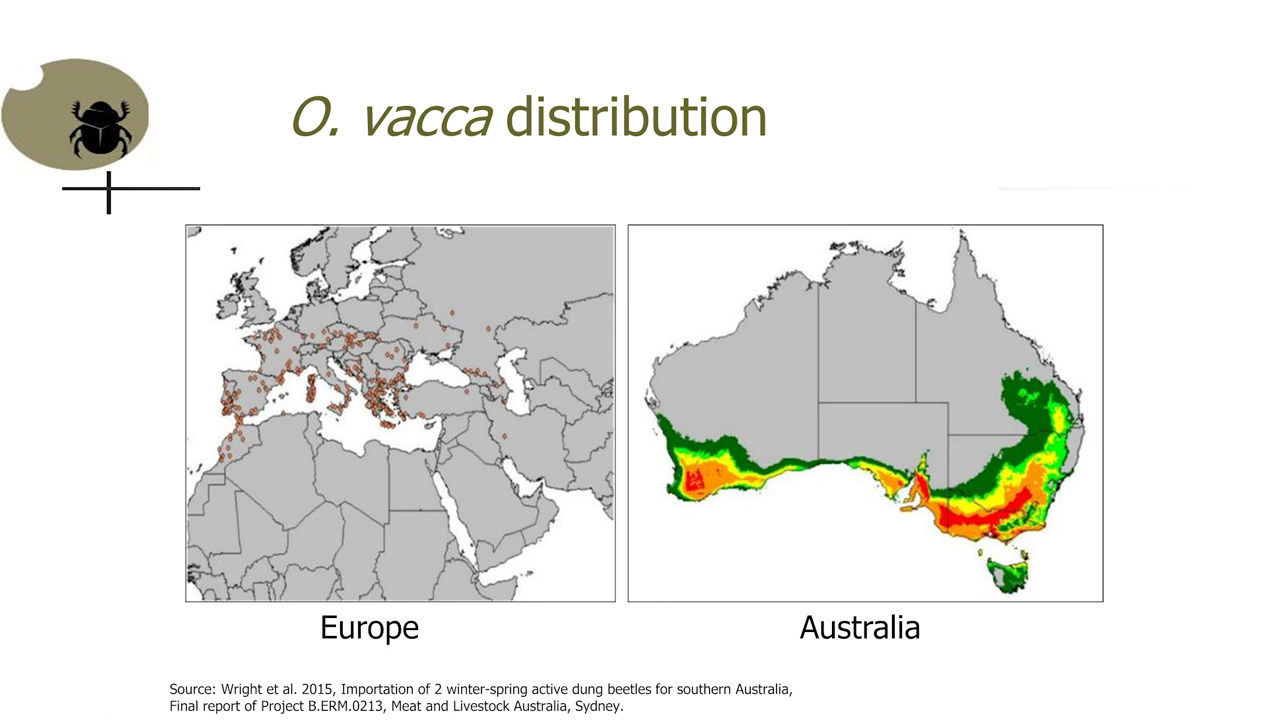 O. vacca distribution
Europe
Australia
Source: Wright et al. 2015, Importation of 2 winter-spring active dung beetles for southern Australia,
Final report of Project B.ERM.0213, Meat and Livestock Australia, Sydney.